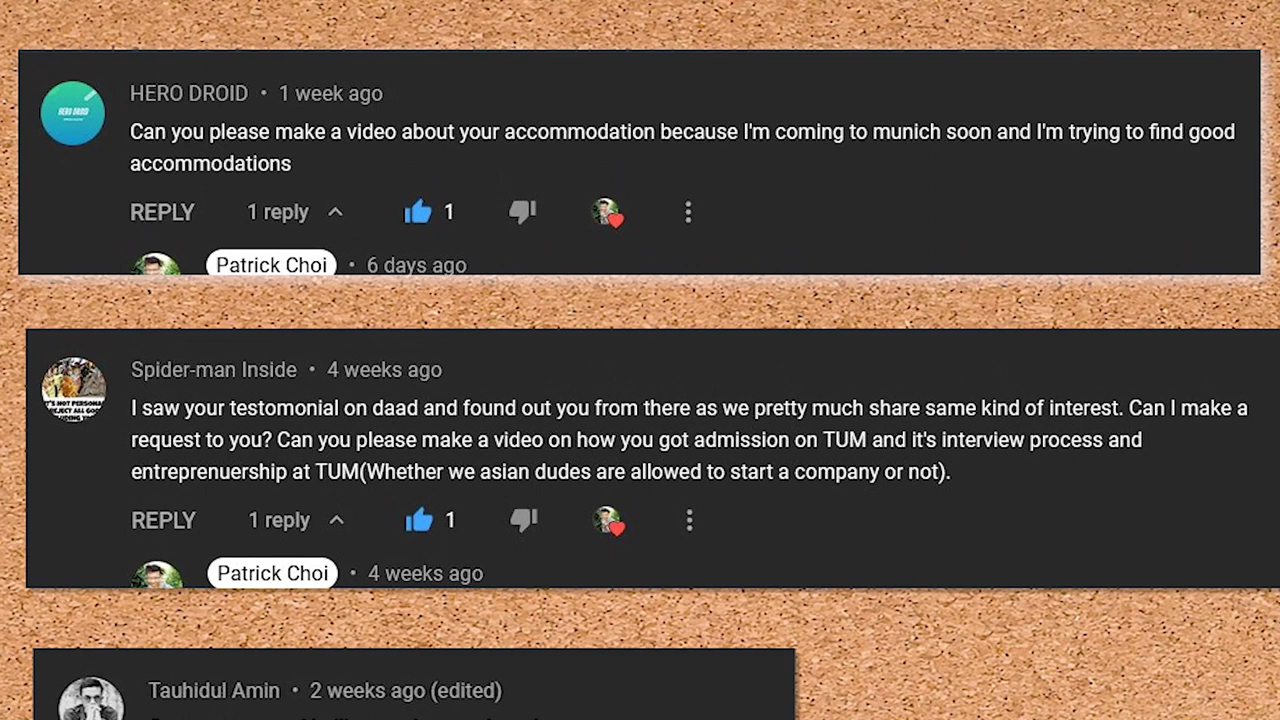 HERO DROID • 1 week ago
HERO DROID
Can you please make a video about your accommodation because I'm coming to munich soon and I'm trying to find good
accommodations
REPLY 1 reply 1
Patrick Choi • 6 days ago
Spider-man Inside • 4 weeks ago
I saw your testomonial on daad and found out you from there as we pretty much share same kind of interest. Can I make a
request to you? Can you please make a video on how you got admission on TUM and it's interview process and
entreprenuership at TUM(Whether we asian dudes are allowed to start a company or not).
REPLY 1 reply 1
Patrick Choi • 4 weeks ago
Tauhidul Amin • 2 weeks ago (edited)